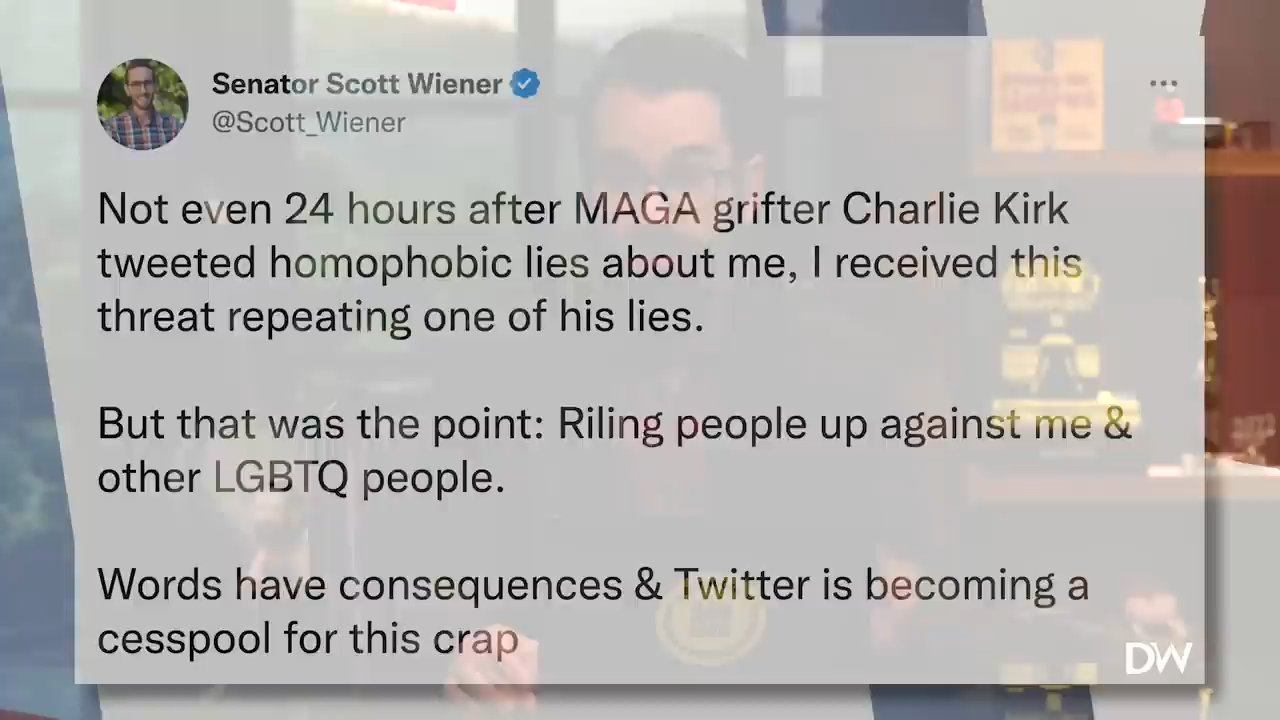 Senator Scott Wiener
@Scott_Wiener
Not even 24 hours after MAGA grifter Charlie Kirk
tweeted homophobic lies about me, I received this
threat repeating one of his lies.
But that was the point: Riling people up against me &
other LGBTQ people.
Words have consequences & Twitter is becoming a
cesspool for this crap
DW